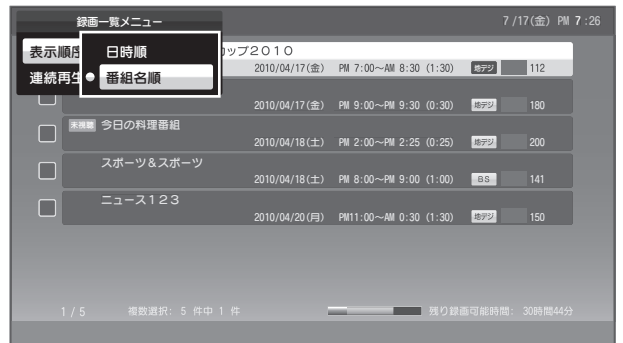 録画一覧メニュー
7/17(金) PM 7:26
表示順序
日時順
カップ2010
2010/04/17(金) PM 7:00~AM 8:30 (1:30) 地デジ 112
連続再生
番組名順
2010/04/17(金) PM 9:00~PM 9:30 (0:30) 地デジ 180
未視聴 今日の料理番組
2010/04/18(土) PM 2:00~PM 2:25 (0:25) 地デジ 200
スポーツ&スポーツ
2010/04/18(土) PM 8:00~PM 9:00 (1:00) BS 141
ニュース123
2010/04/20(月) PM11:00~AM 0:30 (1:30) 地デジ 150
1/5 複数選択: 5 件中 1 件 残り録画可能時間: 30時間44分